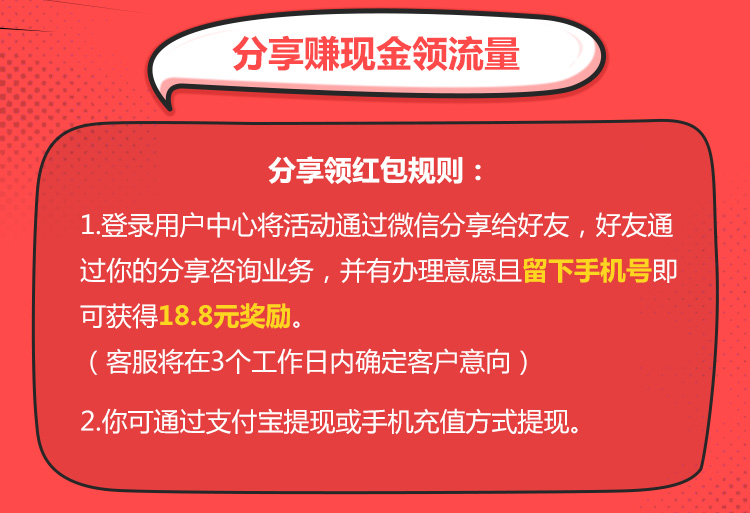 分享赚现金领流量
分享领红包规则：
1.登录用户中心将活动通过微信分享给好友，好友通
过你的分享咨询业务，并有办理意愿且留下手机号即
可获得18.8元奖励。
（客服将在3个工作日内确定客户意向）
2.你可通过支付宝提现或手机充值方式提现。